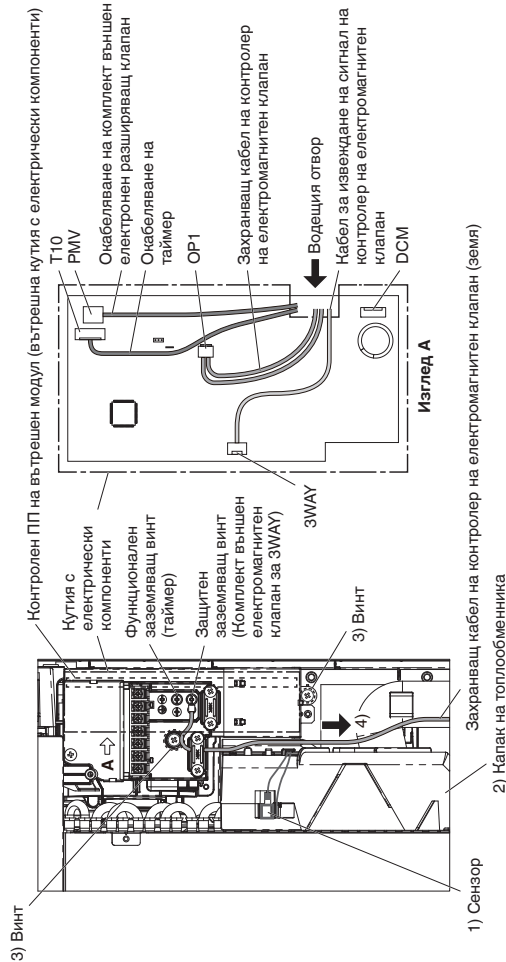 Контролен ПП на вътрешен модул (вътрешна кутия с електрически компоненти)
3) Винт
Кутия с
електрически
компоненти
Функционален
заземяващ винт
(таймер)
Защитен
заземяващ винт
(Комплект външен
електромагнитен
клапан за 3WAY)
3) Винт
A
4)
1) Сензор
2) Капак на топлообменника
Захранващ кабел на контролер на електромагнитен клапан (земя)
T10
PMV
Окабеляване на комплект външен
електронен разширяващ клапан
Окабеляване на
таймер
OP1
Захранващ кабел на контролер
на електромагнитен клапан
Водещия отвор
Кабел за извеждане на сигнал на
контролер на електромагнитен
клапан
DCM
3WAY
Изглед A